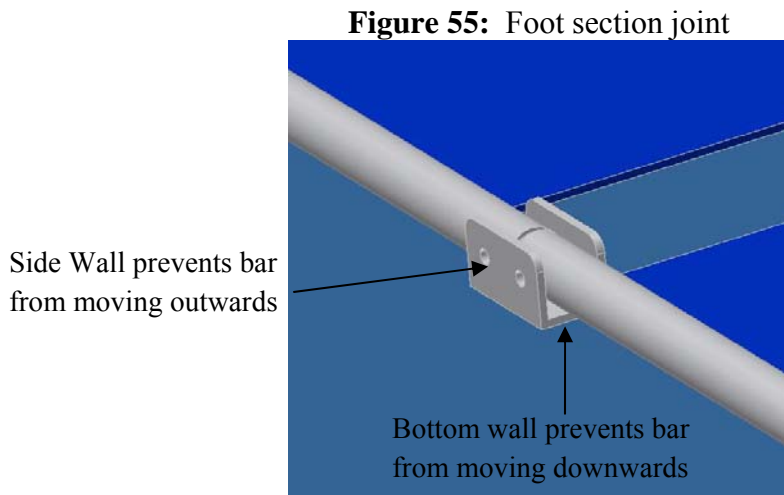 Figure 55: Foot section joint
Side Wall prevents bar
from moving outwards
Bottom wall prevents bar
from moving downwards